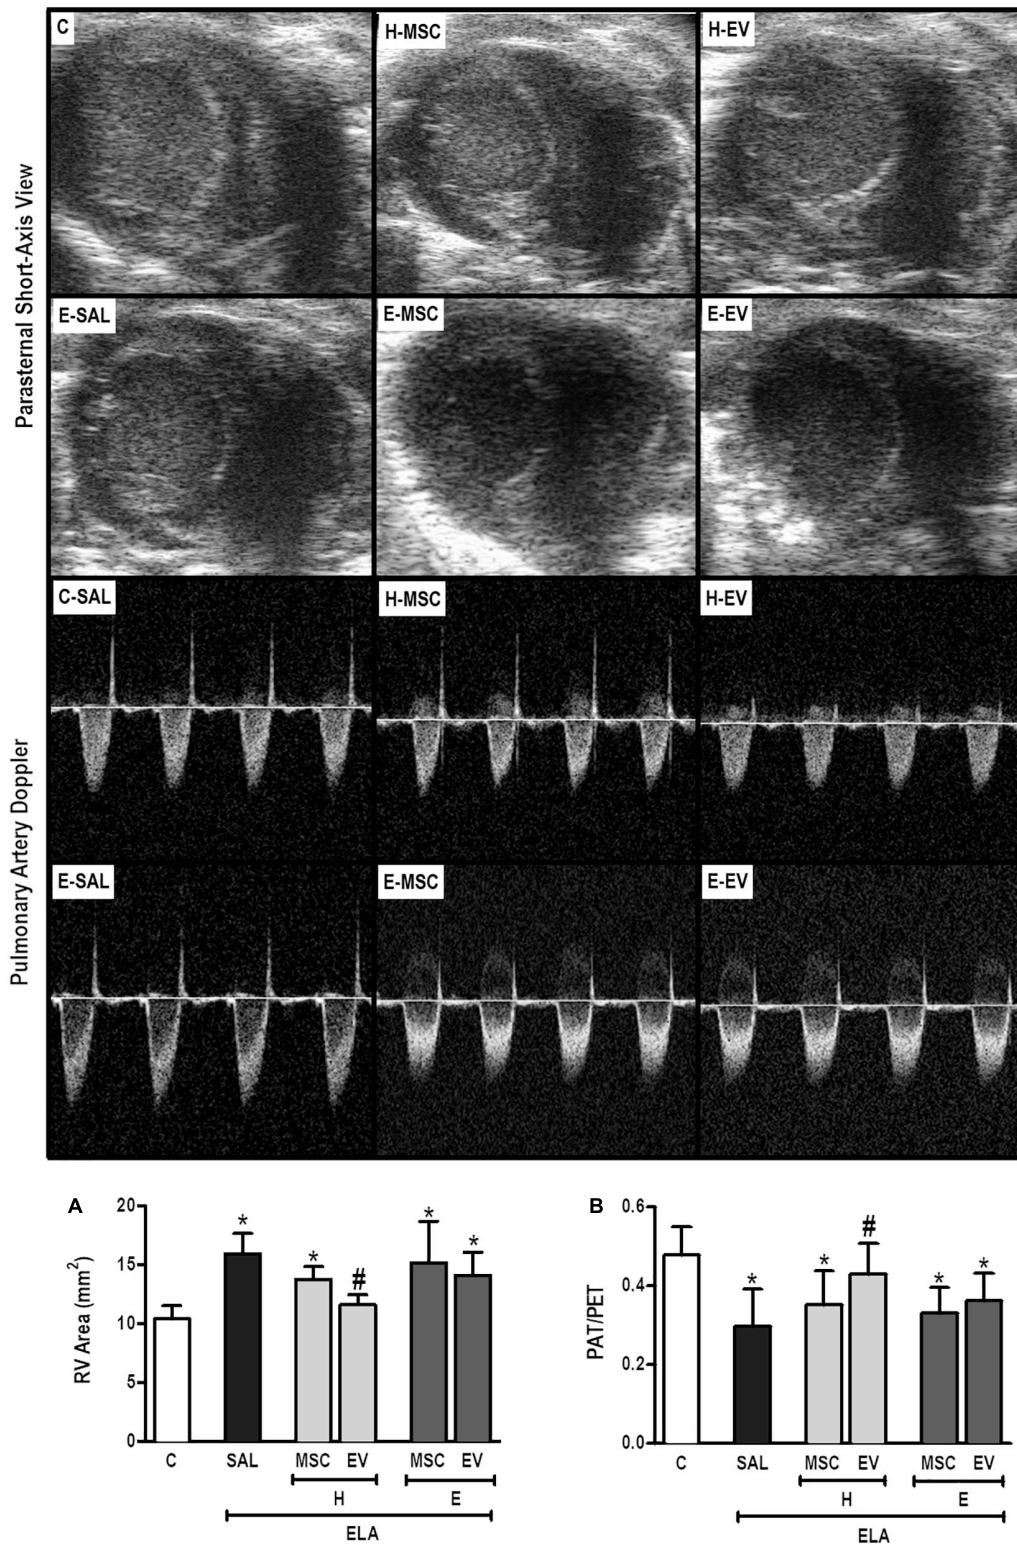 Parasternal Short-Axis View
C
H-MSC
H-EV
E-SAL
E-MSC
E-EV
Pulmonary Artery Doppler
C-SAL
H-MSC
H-EV
E-SAL
E-MSC
E-EV
A
RV Area (mm²)
20
15
10
5
0
*
*
#
*
*
C
SAL
MSC
EV
MSC
EV
H
E
ELA
B
PAT/PET
0.6
0.4
0.2
0.0
*
*
#
*
*
C
SAL
MSC
EV
MSC
EV
H
E
ELA